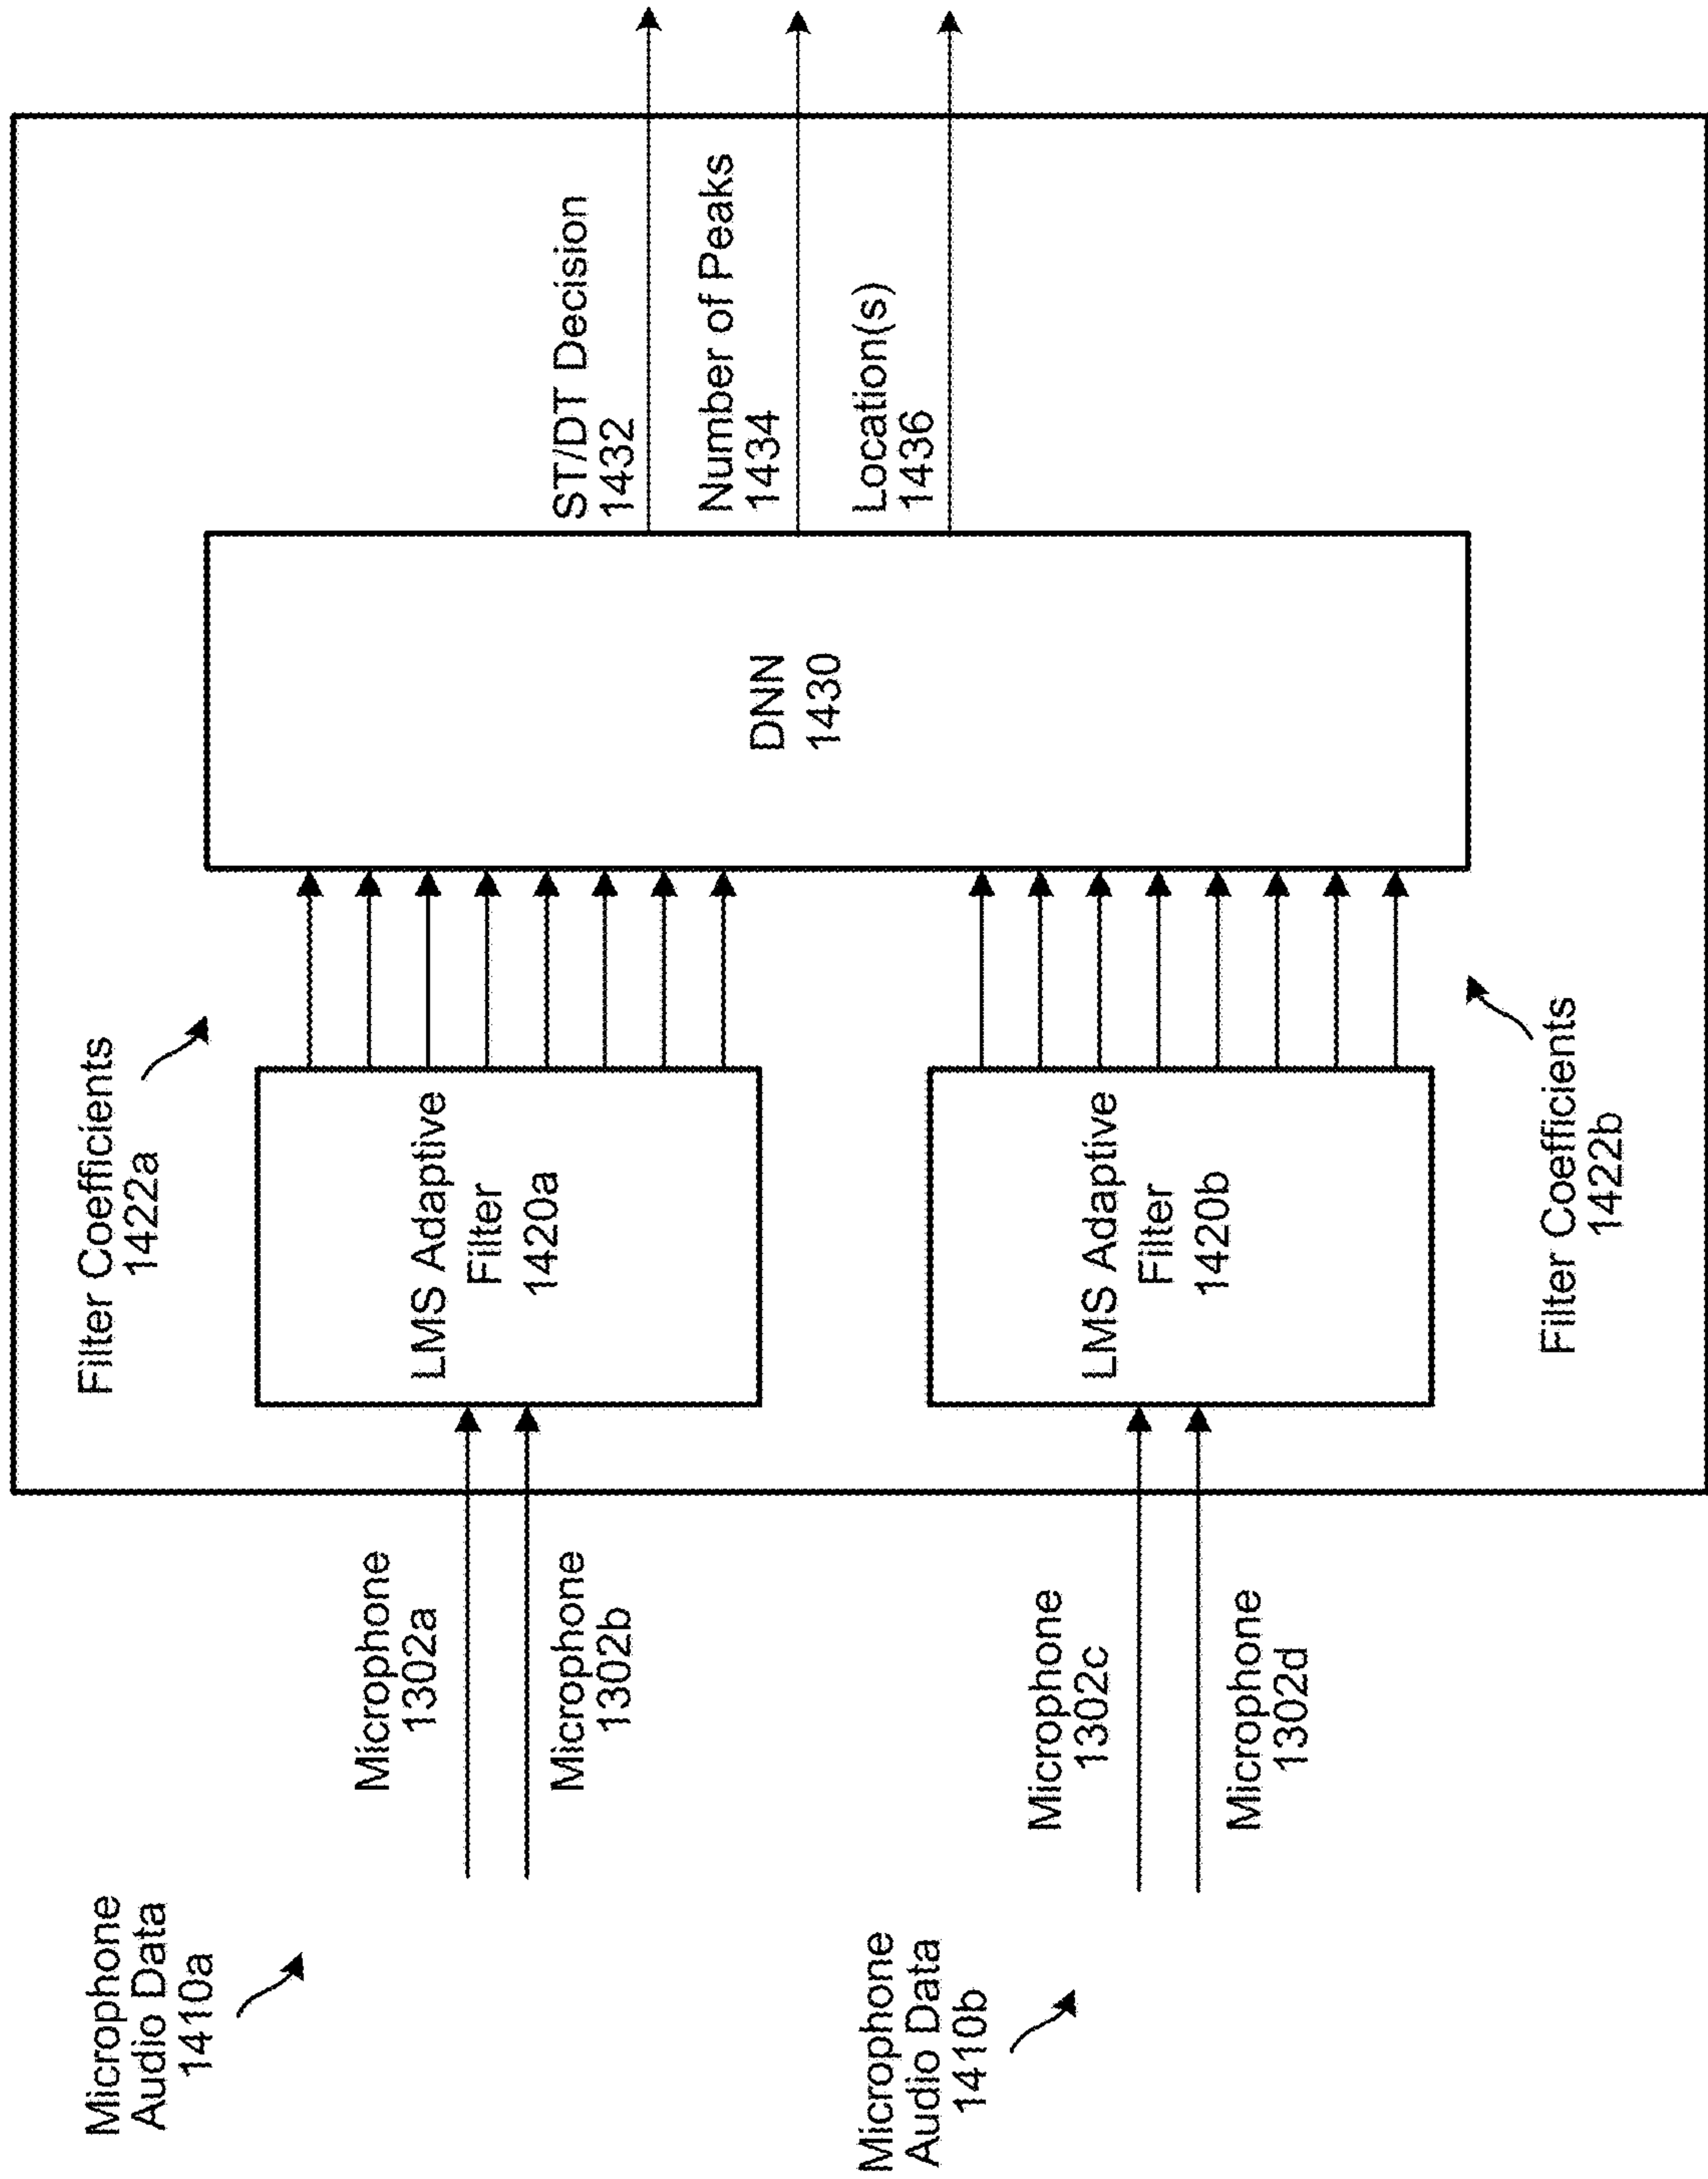 Microphone
Audio Data
1410a
Microphone
1302a
Microphone
1302b
Filter Coefficients
1422a
LMS Adaptive
Filter
1420a
Microphone
Audio Data
1410b
Microphone
1302c
Microphone
1302d
LMS Adaptive
Filter
1420b
Filter Coefficients
1422b
DNN
1430
ST/DT Decision
1432
Number of Peaks
1434
Location(s)
1436